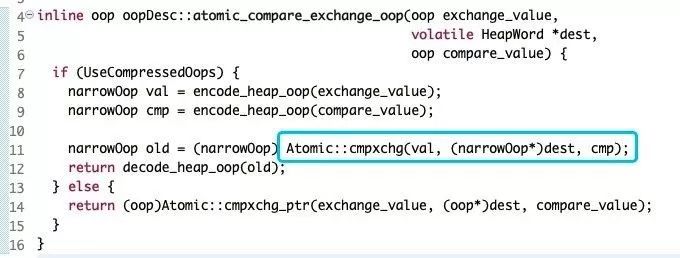 4 inline oop oopDesc::atomic_compare_exchange_oop(oop exchange_value,
5 volatile HeapWord *dest,
6 oop compare_value) {
7 if (UseCompressedOops) {
8 narrowOop val = encode_heap_oop(exchange_value);
9 narrowOop cmp = encode_heap_oop(compare_value);
10
11 narrowOop old = (narrowOop) Atomic::cmpxchg(val, (narrowOop*)dest, cmp);
12 return decode_heap_oop(old);
13 } else {
14 return (oop)Atomic::cmpxchg_ptr(exchange_value, (oop*)dest, compare_value);
15 }
16 }